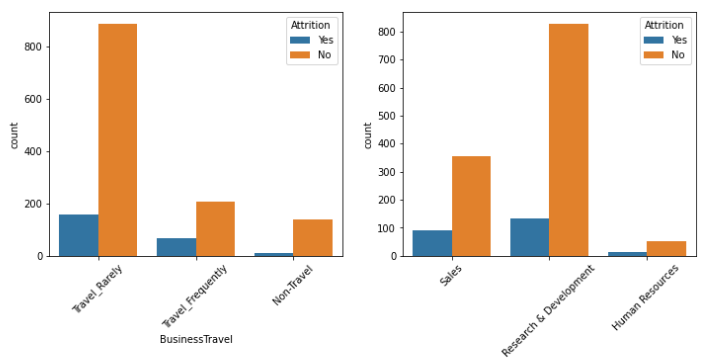 Attrition
Yes
No
800
600
400
200
0
count
Travel_Rarely
Travel_Frequently
Non-Travel
BusinessTravel
Attrition
Yes
No
800
700
600
500
400
300
200
100
0
count
Sales
Research & Development
Human Resources